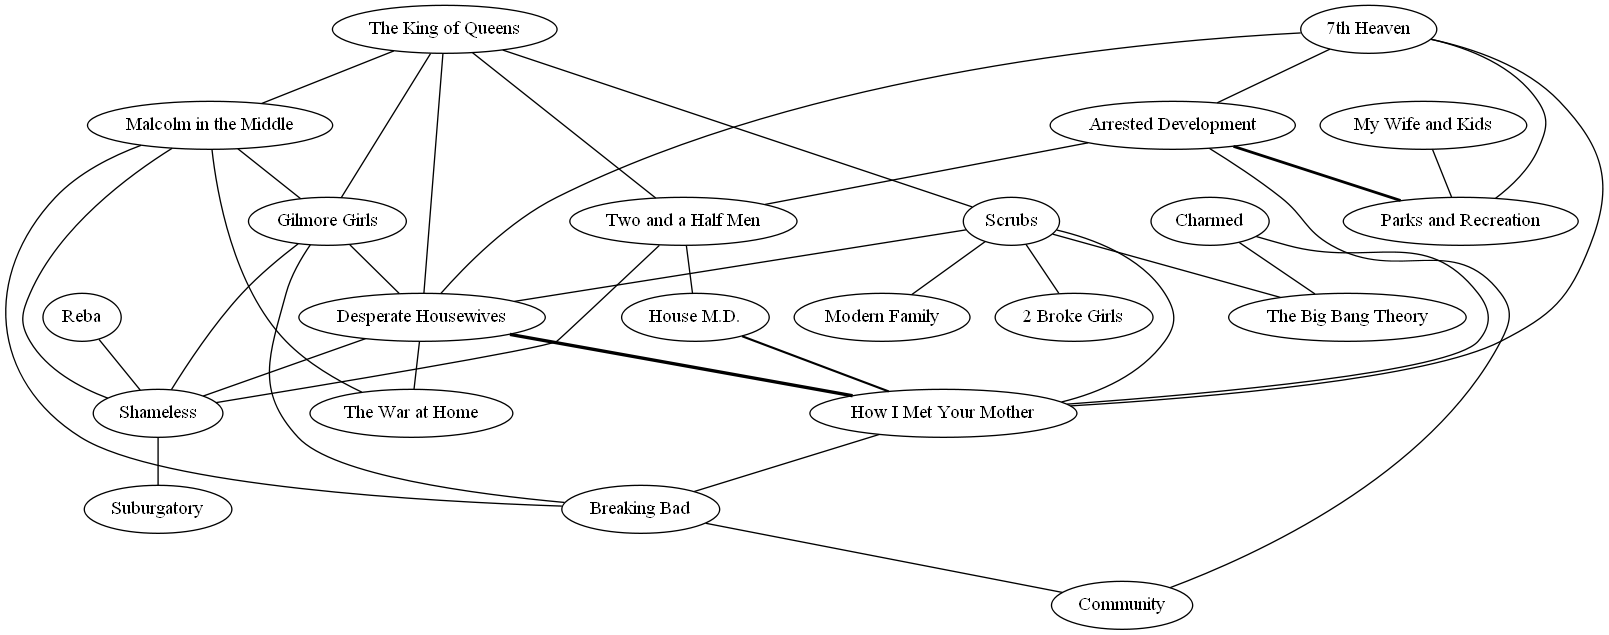 The King of Queens
7th Heaven
Malcolm in the Middle
Arrested Development
My Wife and Kids
Gilmore Girls
Two and a Half Men
Scrubs
Charmed
Parks and Recreation
Reba
Desperate Housewives
House M.D.
Modern Family
2 Broke Girls
The Big Bang Theory
Shameless
The War at Home
How I Met Your Mother
Suburgatory
Breaking Bad
Community